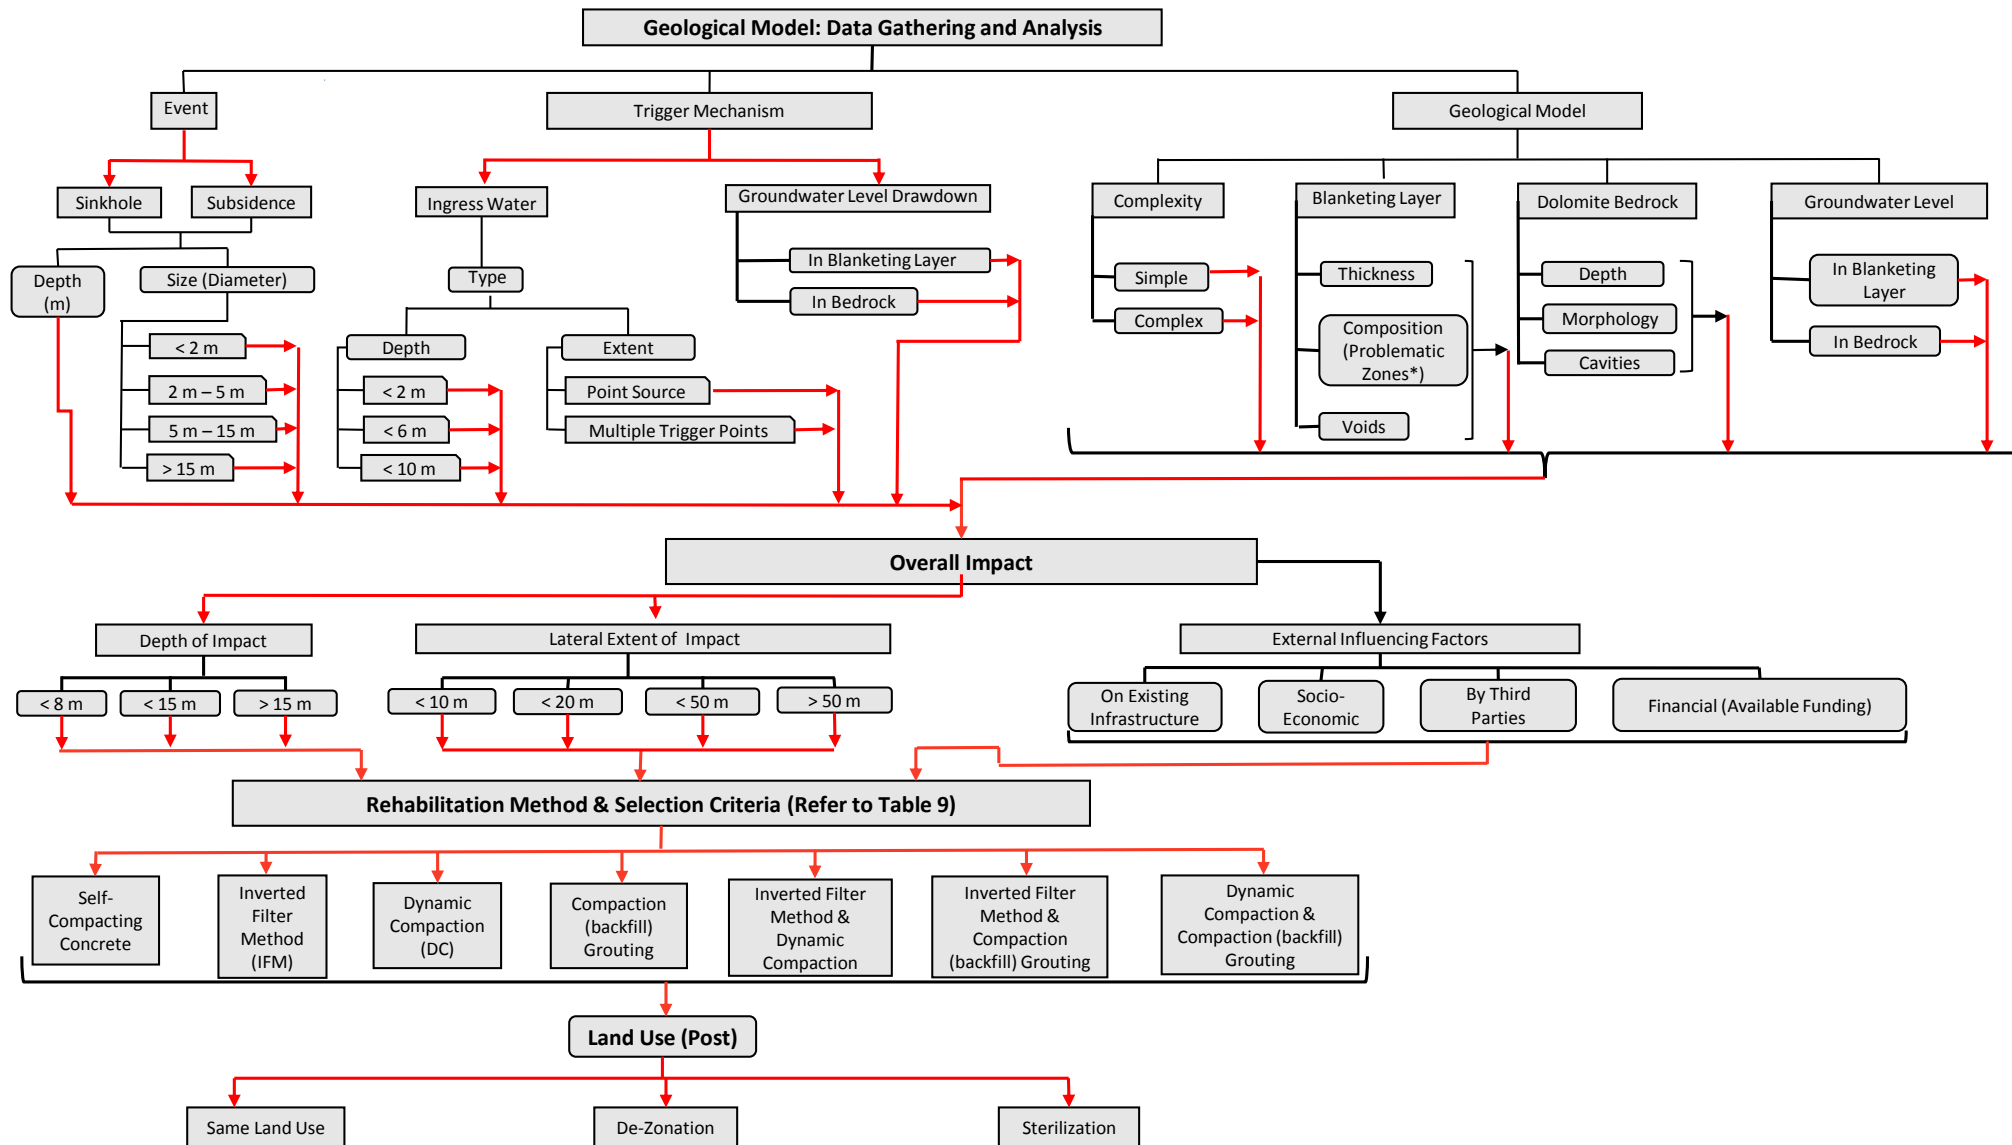 Geological Model: Data Gathering and Analysis
Event
Trigger Mechanism
Geological Model
Sinkhole
Subsidence
Ingress Water
Groundwater Level Drawdown
Complexity
Blanketing Layer
Dolomite Bedrock
Groundwater Level
Depth
(m)
Size (Diameter)
Type
In Blanketing Layer
In Bedrock
Simple
Complex
Thickness
Composition
(Problematic
Zones*)
Voids
Depth
Morphology
Cavities
In Blanketing
Layer
In Bedrock
< 2 m
2 m – 5 m
5 m – 15 m
> 15 m
Depth
< 2 m
< 6 m
< 10 m
Extent
Point Source
Multiple Trigger Points
Overall Impact
Depth of Impact
Lateral Extent of  Impact
External Influencing Factors
< 8 m
< 15 m
> 15 m
< 10 m
< 20 m
< 50 m
> 50 m
On Existing
Infrastructure
Socio-
Economic
By Third
Parties
Financial (Available Funding)
Rehabilitation Method & Selection Criteria (Refer to Table 9)
Self-
Compacting
Concrete
Inverted
Filter
Method
(IFM)
Dynamic
Compaction
(DC)
Compaction
(backfill)
Grouting
Inverted Filter
Method &
Dynamic
Compaction
Inverted Filter
Method &
Compaction
(backfill) Grouting
Dynamic
Compaction &
Compaction (backfill)
Grouting
Land Use (Post)
Same Land Use
De-Zonation
Sterilization